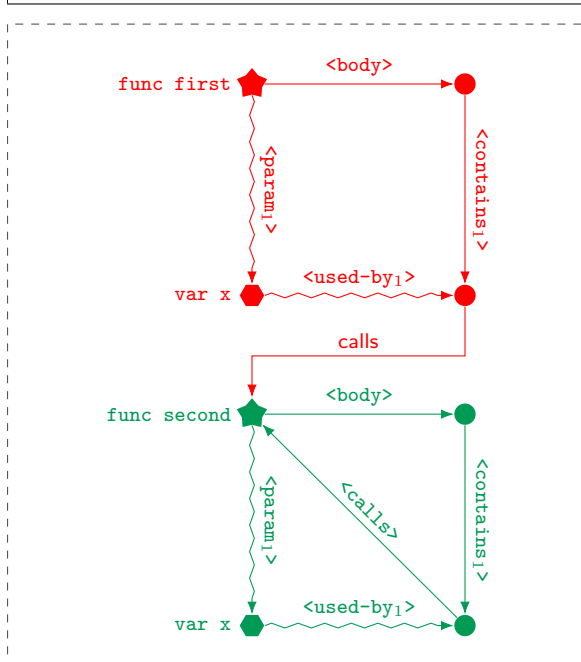 <body>
func first
<param₁>
<contains₁>
<used-by₁>
var x
calls
<body>
func second
<param₁>
<calls>
<contains₁>
<used-by₁>
var x